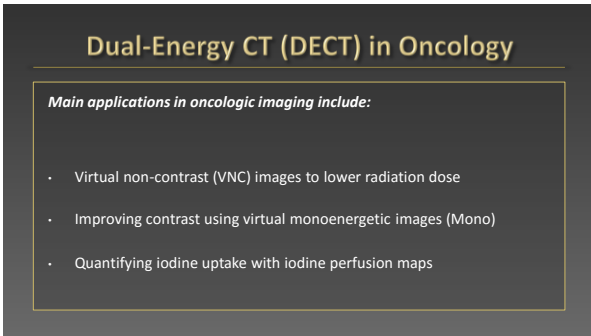 Dual-Energy CT (DECT) in Oncology
Main applications in oncologic imaging include:
• Virtual non-contrast (VNC) images to lower radiation dose
• Improving contrast using virtual monoenergetic images (Mono)
• Quantifying iodine uptake with iodine perfusion maps